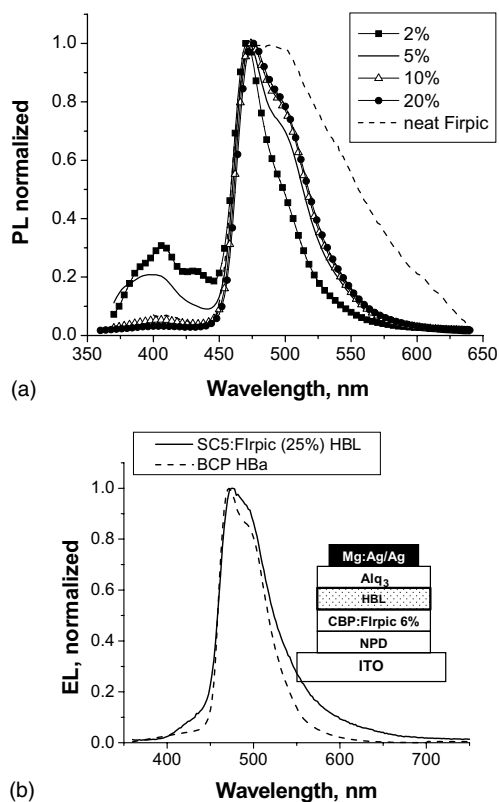 2%
5%
10%
20%
neat Firpic
PL normalized
1.0
0.8
0.6
0.4
0.2
0.0
350 400 450 500 550 600 650
Wavelength, nm
(a)
SC5:FIrpic (25%) HBL
BCP HBa
EL, normalized
1.0
0.8
0.6
0.4
0.2
0.0
Mg:Ag/Ag
Alq3
HBL
CBP:FIrpic 6%
NPD
ITO
400 500 600 700
Wavelength, nm
(b)